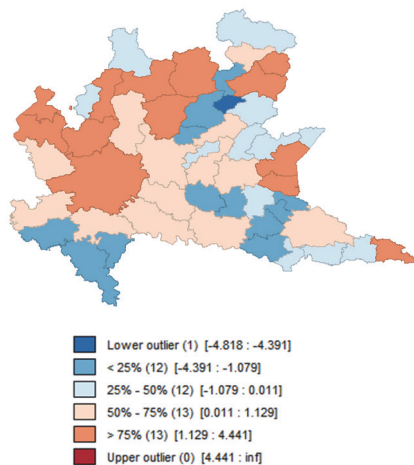 Lower outlier (1) [-4.818 : -4.391]
< 25% (12) [-4.391 : -1.079]
25% - 50% (12) [-1.079 : 0.011]
50% - 75% (13) [0.011 : 1.129]
> 75% (13) [1.129 : 4.441]
Upper outlier (0) [4.441 : inf]